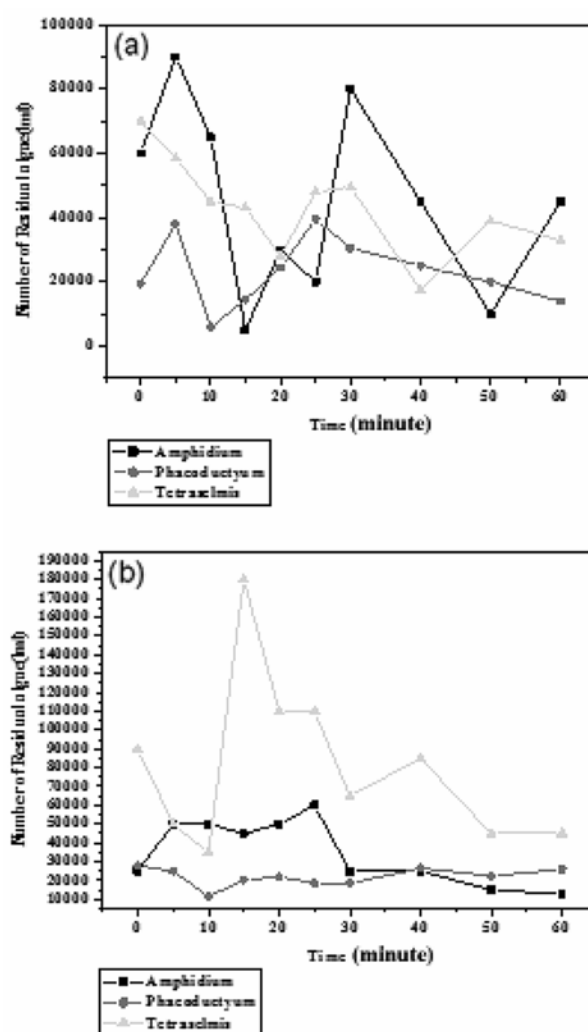 (a)
Number of Residual algae(/ml)
100000
80000
60000
40000
20000
0
0 10 20 30 40 50 60
Time (minute)
Amphidium
Phaeoductyum
Tetraselmis
(b)
Number of Residual algae(/ml)
190000
180000
170000
160000
150000
140000
130000
120000
110000
100000
90000
80000
70000
60000
50000
40000
30000
20000
10000
0 10 20 30 40 50 60
Time (minute)
Amphidium
Phaeoductyum
Tetraselmis